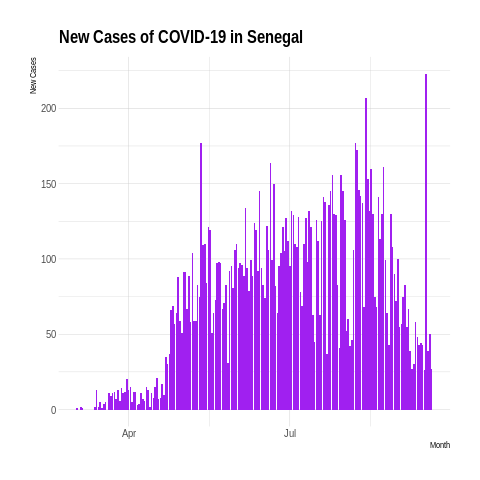 New Cases of COVID-19 in Senegal
New Cases
200
150
100
50
0
Apr
Jul
Month